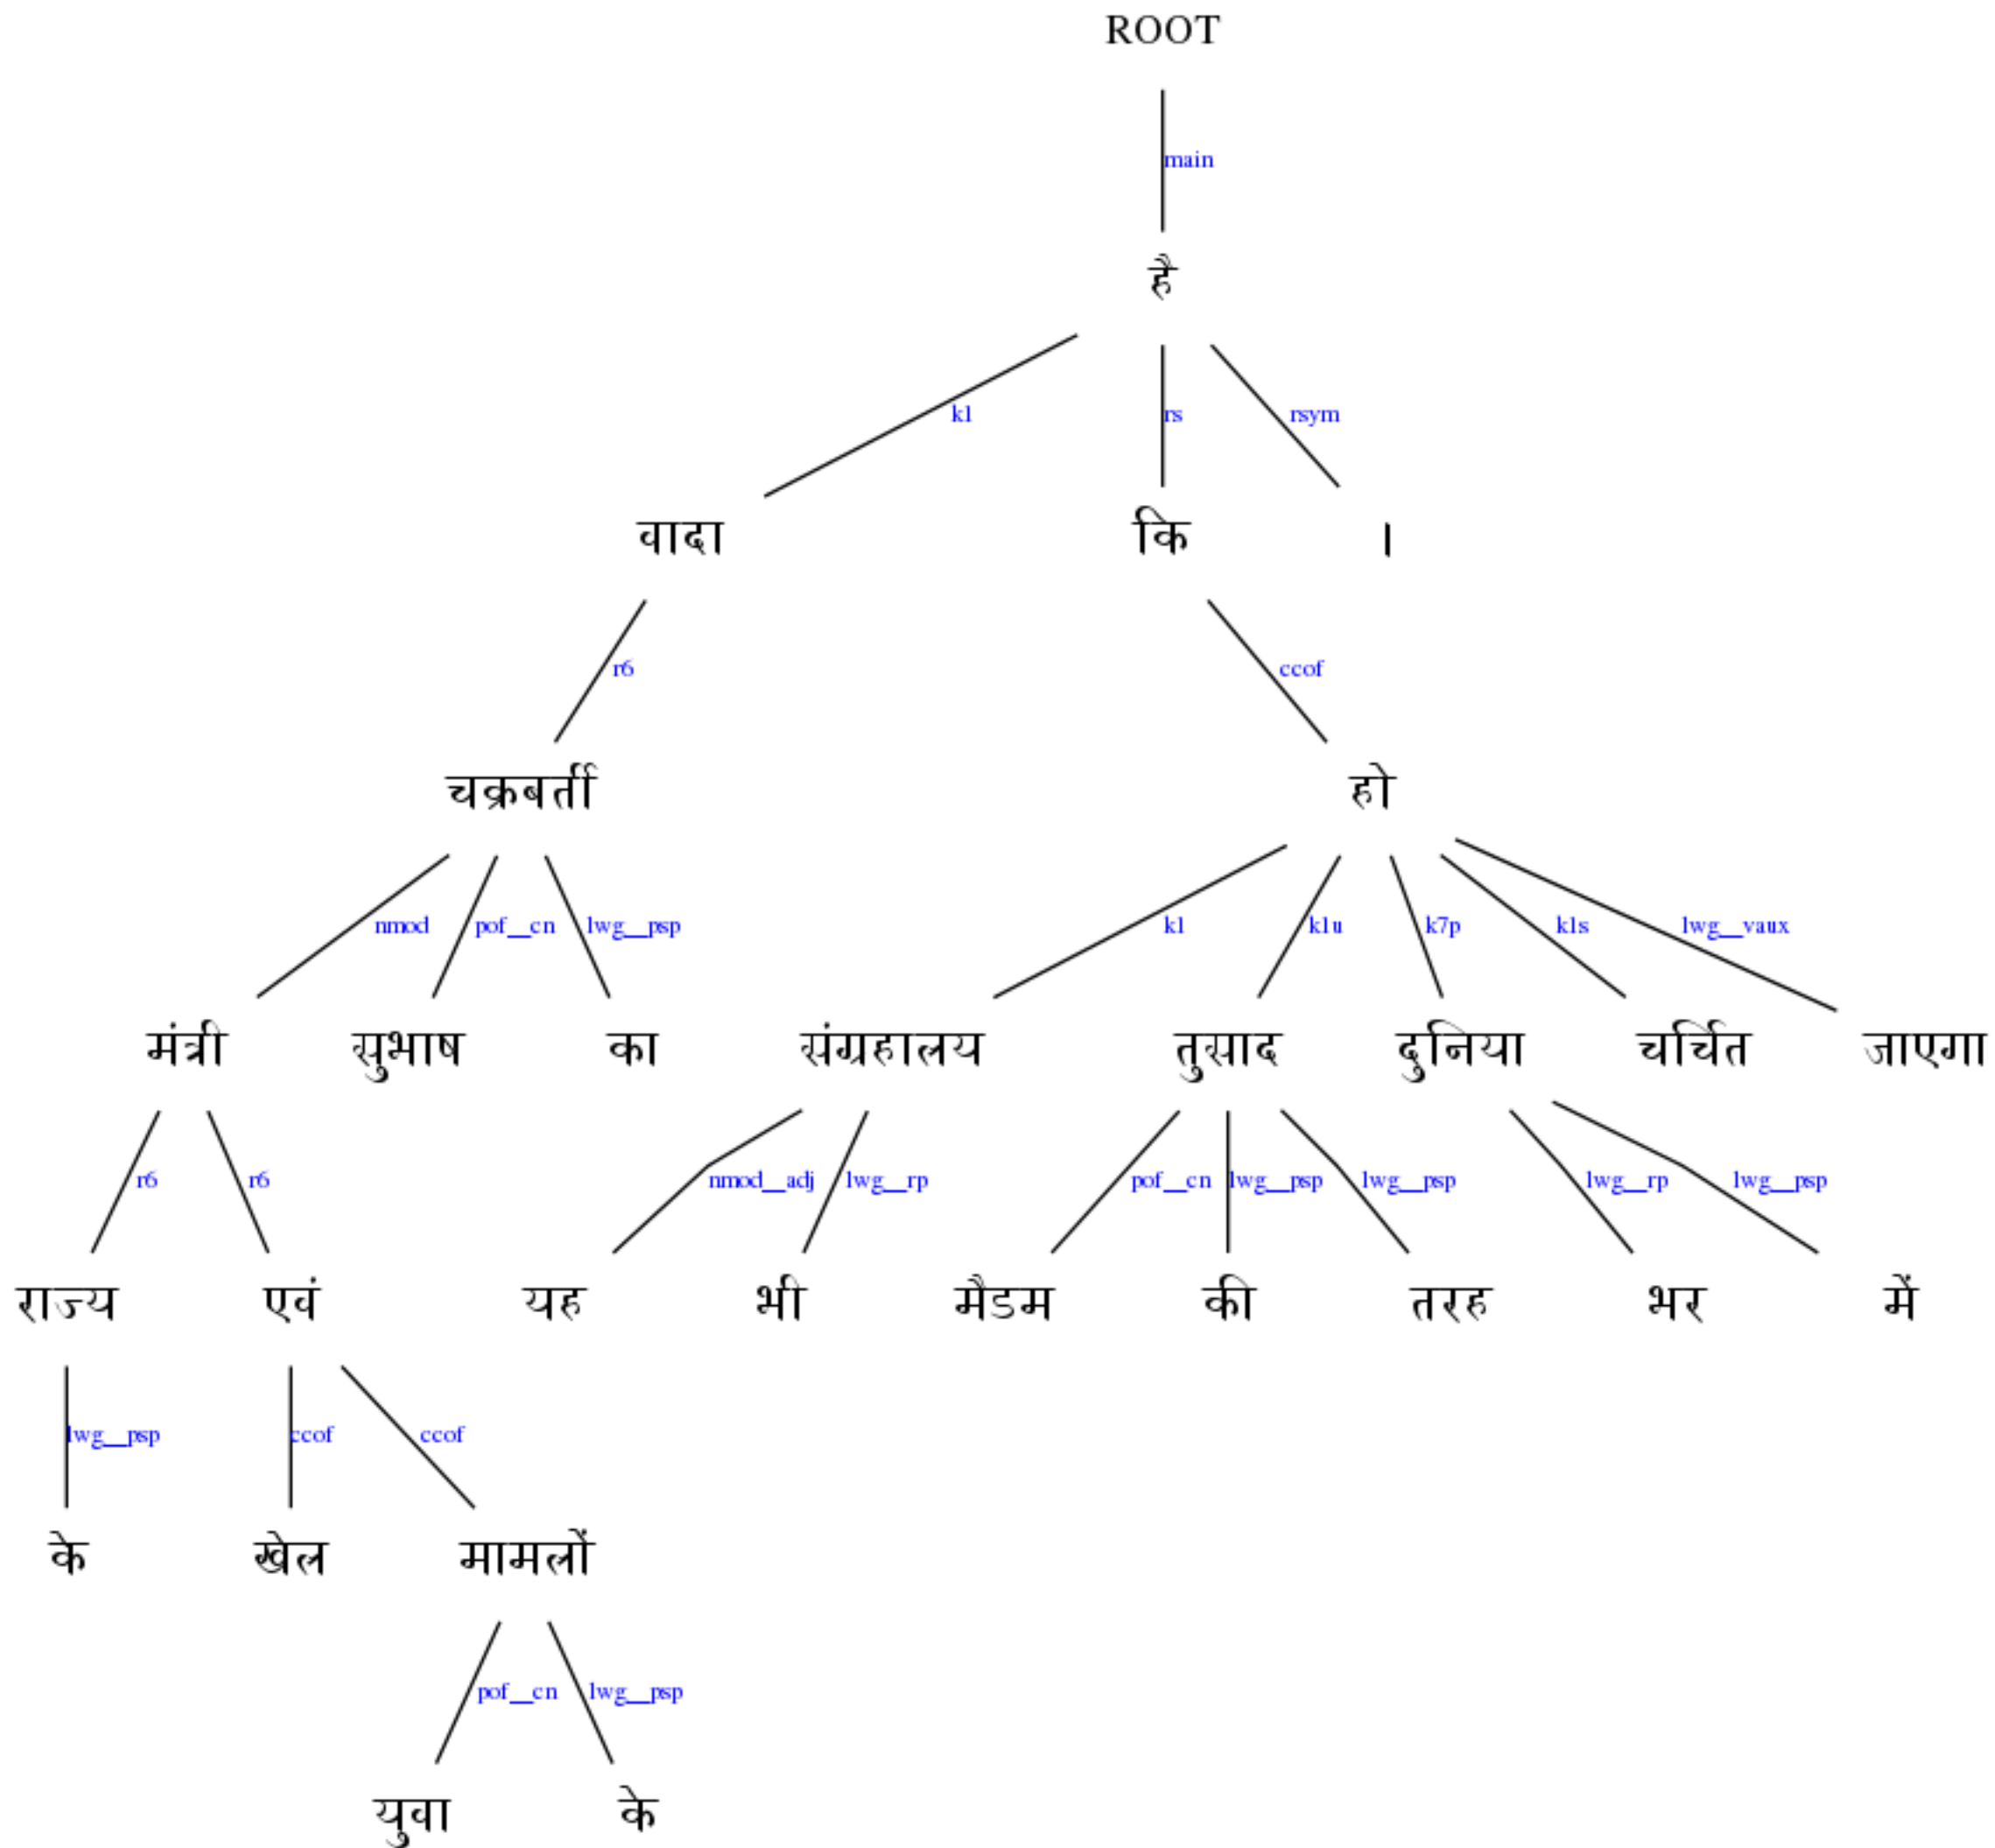 ROOT
main
है
k1 rs rsym
वादा कि ।
r6 ccof
चक्रबर्ती हो
nmod pof__cn lwg__psp k1 k1u k7p k1s lwg__vaux
मंत्री सुभाष का संग्रहालय तुसाद दुनिया चर्चित जाएगा
r6 r6 nmod__adj lwg__rp pof__cn lwg__psp lwg__psp lwg__rp lwg__psp
राज्य एवं यह भी मैडम की तरह भर में
lwg__psp ccof ccof
के खेल मामलों
pof__cn lwg__psp
युवा के